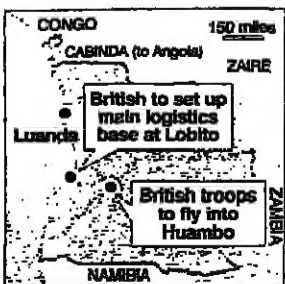 CONGO
150 miles
CABINDA (to Angola)
ZAIRE
British to set up
main logistics
base at Lobito
Luanda
British troops
to fly into
Huambo
ZAMBIA
NAMIBIA